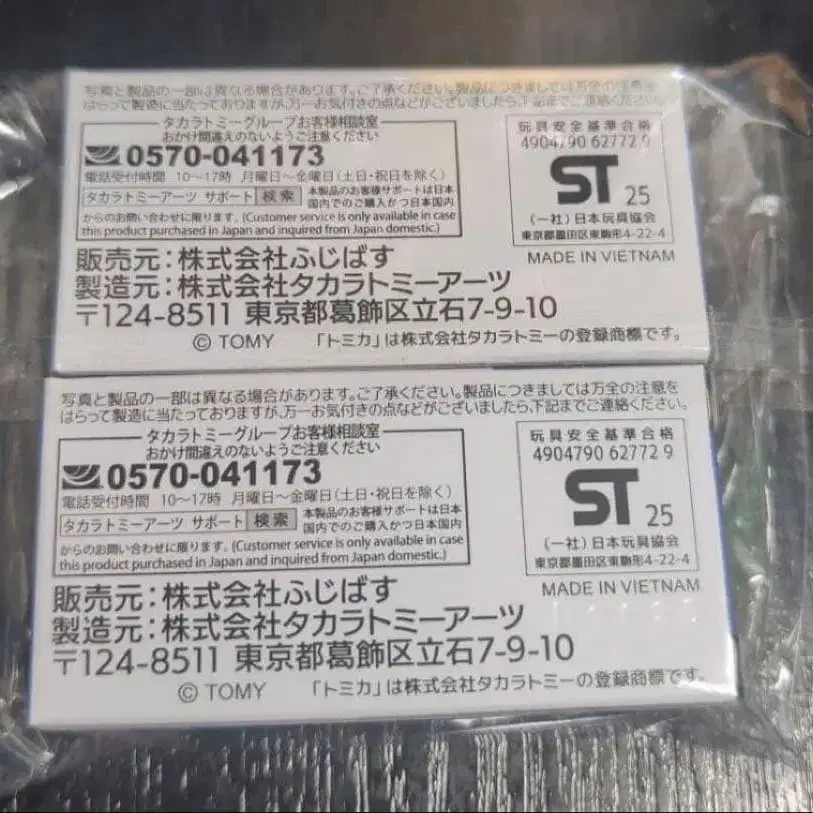 写真と製品の一部は異なる場合があります。ご了承ください。製品につきましては万全の注意を
はらって製造に当たっておりますが、万一お気付きの点などがございましたら、下記までご連絡ください。
タカラトミーグループお客様相談室
おかけ間違えのないようご注意ください
0570-041173
電話受付時間 10〜17時 月曜日〜金曜日(土日・祝日を除く)
タカラトミーアーツ サポート 検索 本製品のお客様サポートは日本
国内でのご購入かつ日本国内
からのお問い合わせに限ります。(Customer service is only available in case
this product purchased in Japan and inquired from Japan domestic.)
玩具安全基準合格
4904790 62772 9
ST 25
(一社)日本玩具協会
東京都墨田区東駒形4-22-4
MADE IN VIETNAM
販売元:株式会社ふじばす
製造元:株式会社タカラトミーアーツ
〒124-8511 東京都葛飾区立石7-9-10
© TOMY 「トミカ」は株式会社タカラトミーの登録商標です。
写真と製品の一部は異なる場合があります。ご了承ください。製品につきましては万全の注意を
はらって製造に当たっておりますが、万一お気付きの点などがございましたら、下記までご連絡ください。
タカラトミーグループお客様相談室
おかけ間違えのないようご注意ください
0570-041173
電話受付時間 10〜17時 月曜日〜金曜日(土日・祝日を除く)
タカラトミーアーツ サポート 検索 本製品のお客様サポートは日本
国内でのご購入かつ日本国内
からのお問い合わせに限ります。(Customer service is only available in case
this product purchased in Japan and inquired from Japan domestic.)
玩具安全基準合格
4904790 62772 9
ST 25
(一社)日本玩具協会
東京都墨田区東駒形4-22-4
MADE IN VIETNAM
販売元:株式会社ふじばす
製造元:株式会社タカラトミーアーツ
〒124-8511 東京都葛飾区立石7-9-10
© TOMY 「トミカ」は株式会社タカラトミーの登録商標です。